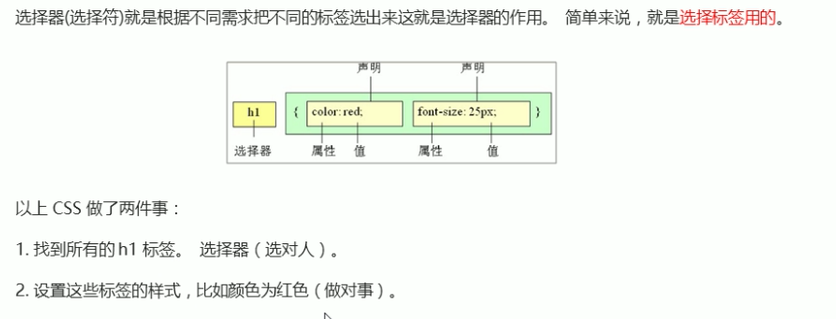 选择器(选择符)就是根据不同需求把不同的标签选出来这就是选择器的作用。 简单来说，就是选择标签用的。
声明 声明
h1 { color: red; font-size: 25px; }
选择器 属性 值 属性 值
以上 CSS 做了两件事：
1. 找到所有的 h1 标签。 选择器（选对人）。
2. 设置这些标签的样式，比如颜色为红色（做对事）。